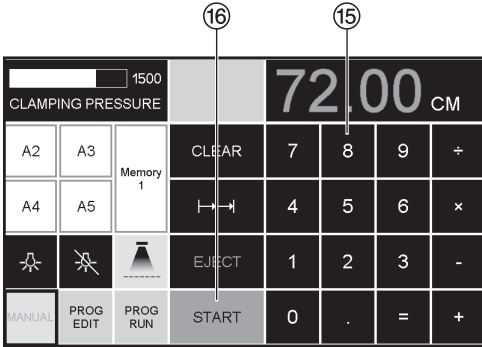 16 15
1500
CLAMPING PRESSURE
72.00 CM
A2 A3 Memory 1 CLEAR 7 8 9 ÷
A4 A5 4 5 6 ×
EJECT 1 2 3 -
MANUAL PROG EDIT PROG RUN START 0 . = +